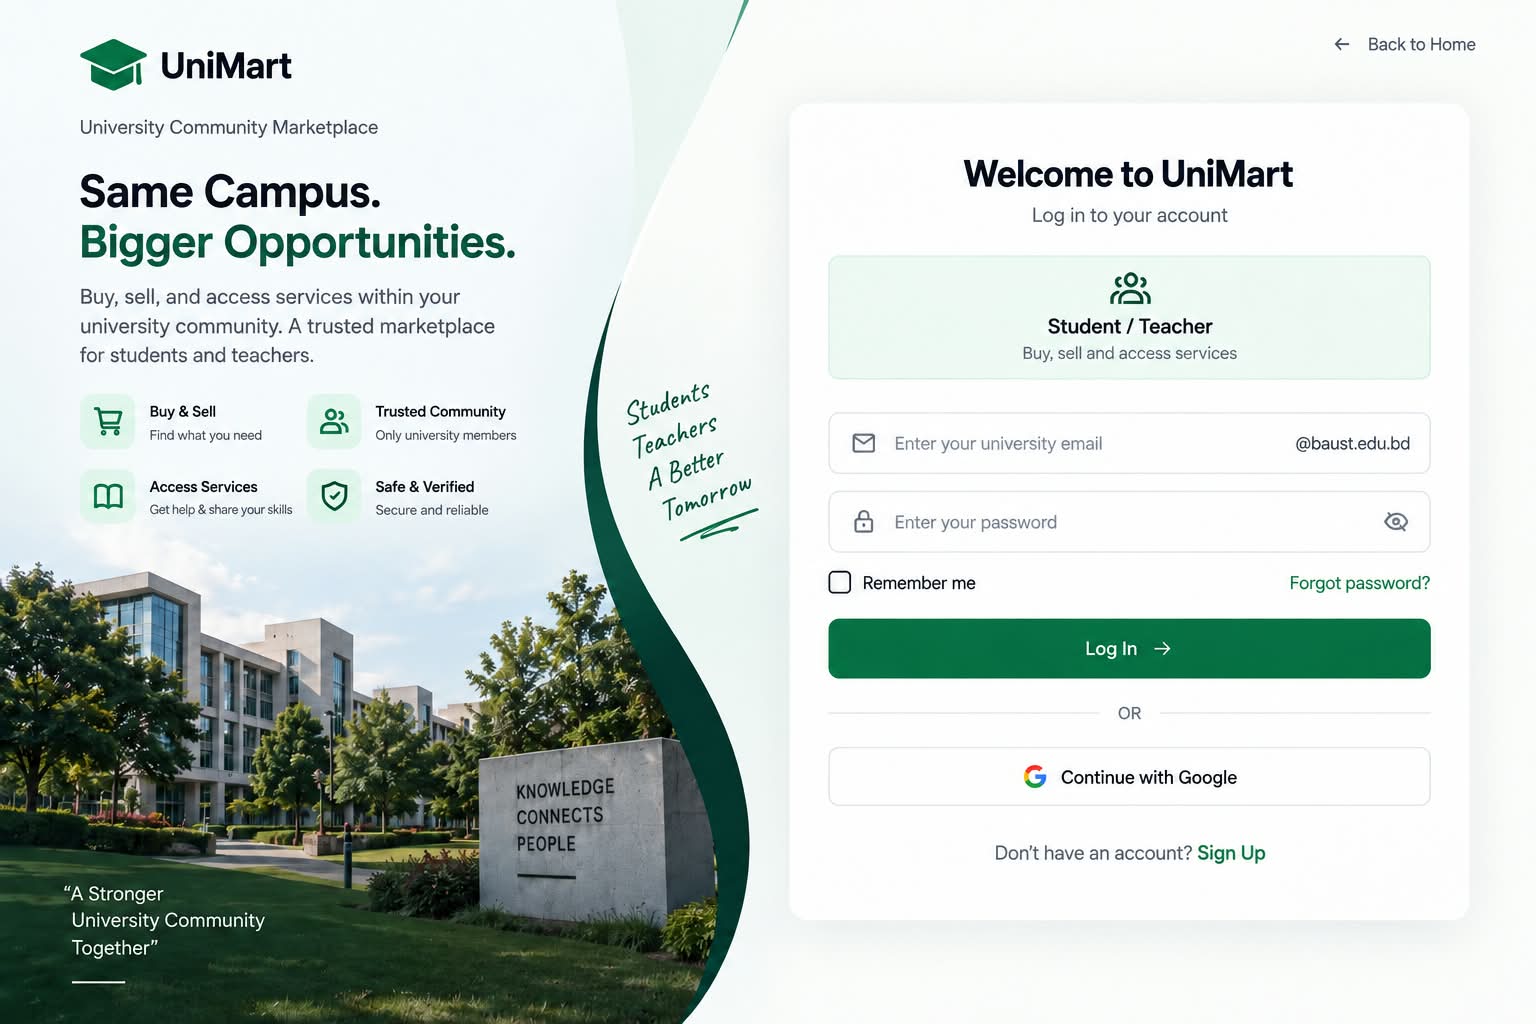 UniMart
University Community Marketplace
Same Campus.
Bigger Opportunities.
Buy, sell, and access services within your
university community. A trusted marketplace
for students and teachers.
Buy & Sell
Find what you need
Trusted Community
Only university members
Access Services
Get help & share your skills
Safe & Verified
Secure and reliable
Students
Teachers
A Better
Tomorrow
KNOWLEDGE
CONNECTS
PEOPLE
“A Stronger
University Community
Together”
← Back to Home
Welcome to UniMart
Log in to your account
Student / Teacher
Buy, sell and access services
Enter your university email @baust.edu.bd
Enter your password
Remember me Forgot password?
Log In →
OR
Continue with Google
Don’t have an account? Sign Up